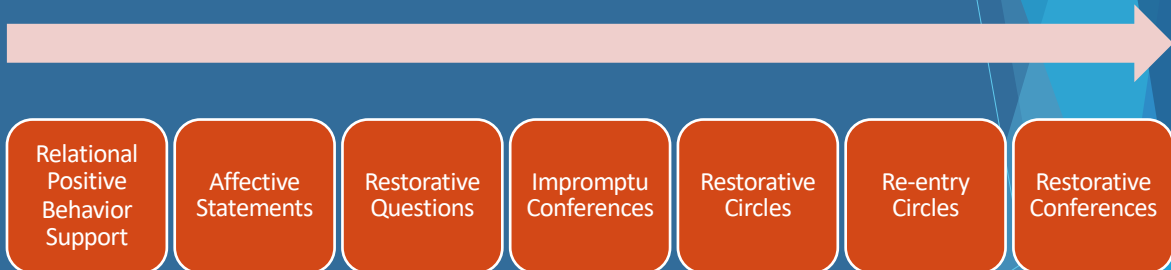 Relational
Positive
Behavior
Support
Affective
Statements
Restorative
Questions
Impromptu
Conferences
Restorative
Circles
Re-entry
Circles
Restorative
Conferences